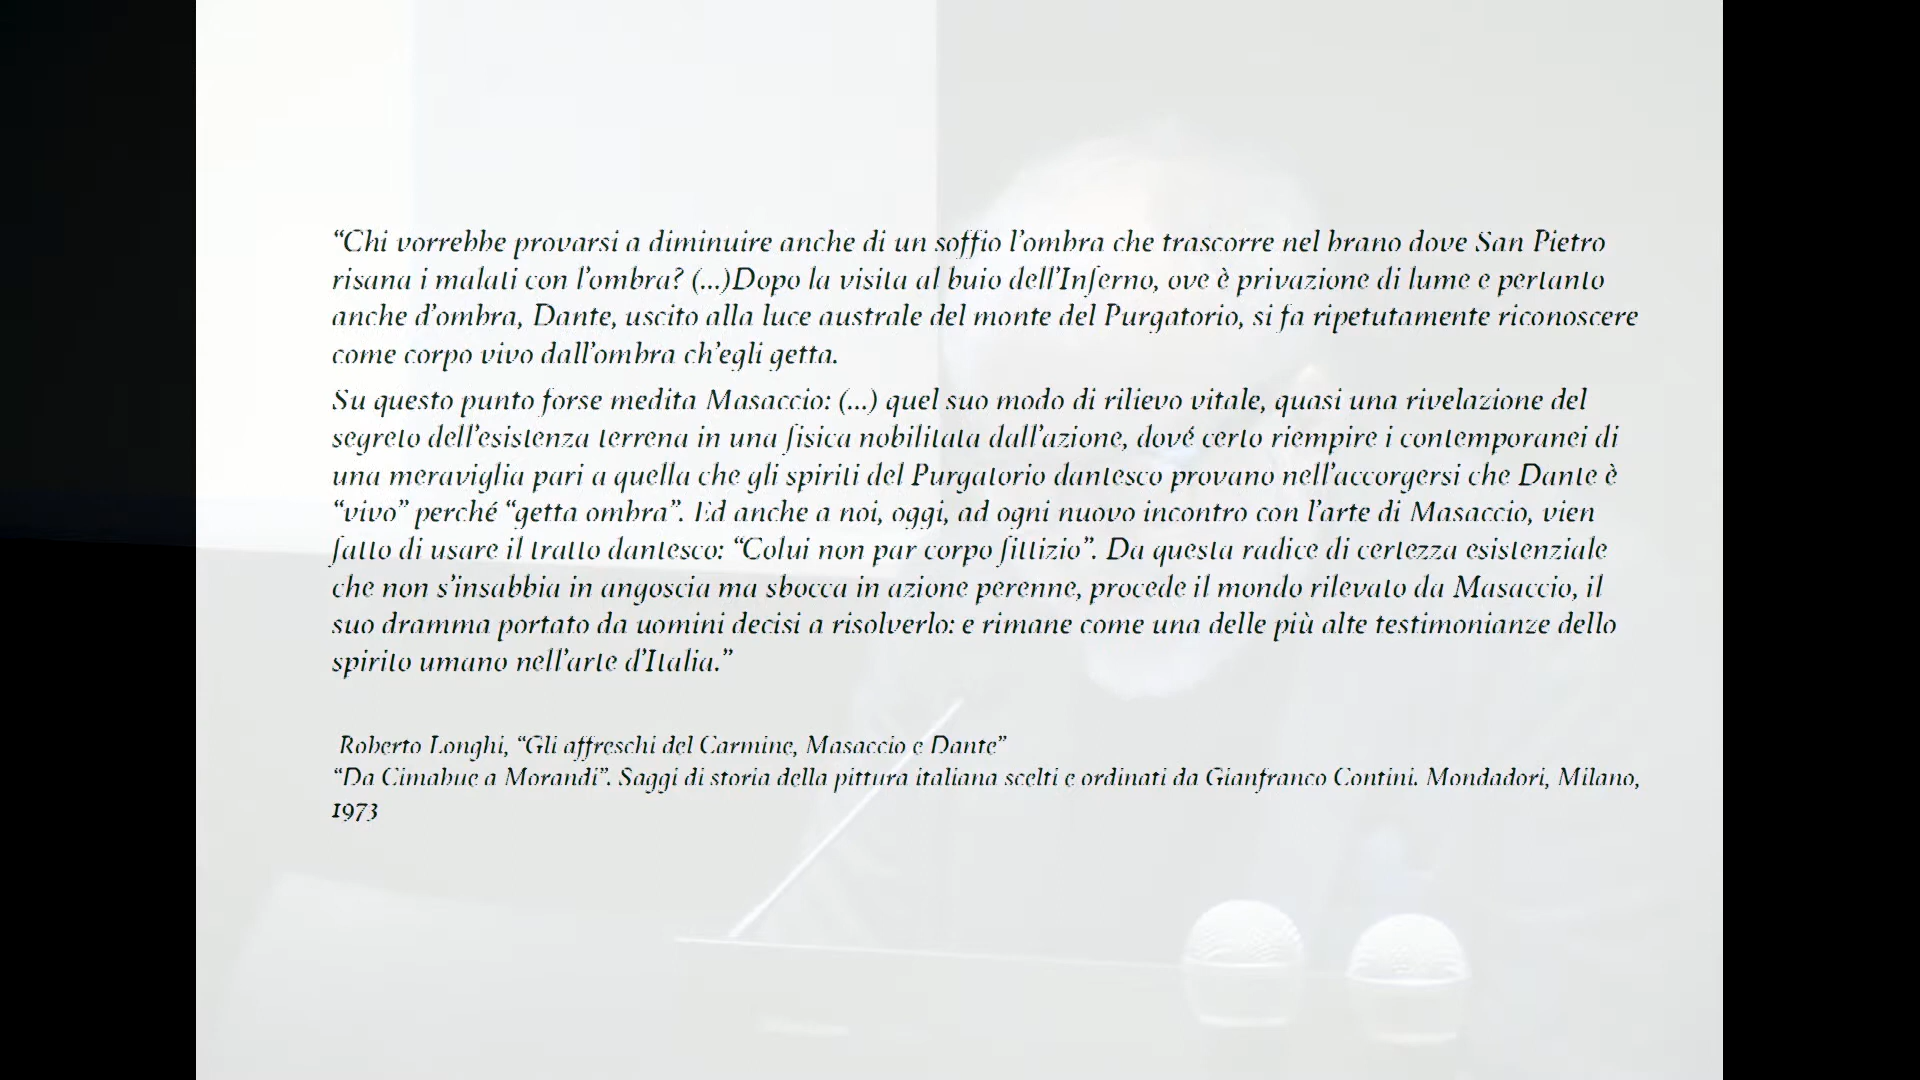 “Chi vorrebbe provarsi a diminuire anche di un soffio l’ombra che trascorre nel brano dove San Pietro
risana i malati con l’ombra? (...)Dopo la visita al buio dell’Inferno, ove è privazione di lume e pertanto
anche d’ombra, Dante, uscito alla luce australe del monte del Purgatorio, si fa ripetutamente riconoscere
come corpo vivo dall’ombra ch’egli getta.
Su questo punto forse medita Masaccio: (...) quel suo modo di rilievo vitale, quasi una rivelazione del
segreto dell’esistenza terrena in una fisica nobilitata dall’azione, dové certo riempire i contemporanei di
una meraviglia pari a quella che gli spiriti del Purgatorio dantesco provano nell’accorgersi che Dante è
“vivo” perché “getta ombra”. Ed anche a noi, oggi, ad ogni nuovo incontro con l’arte di Masaccio, vien
fatto di usare il tratto dantesco: “Colui non par corpo fittizio”. Da questa radice di certezza esistenziale
che non s’insabbia in angoscia ma sbocca in azione perenne, procede il mondo rilevato da Masaccio, il
suo dramma portato da uomini decisi a risolverlo: e rimane come una delle più alte testimonianze dello
spirito umano nell’arte d’Italia.”
Roberto Longhi, “Gli affreschi del Carmine, Masaccio e Dante”
“Da Cimabue a Morandi”. Saggi di storia della pittura italiana scelti e ordinati da Gianfranco Contini. Mondadori, Milano,
1973